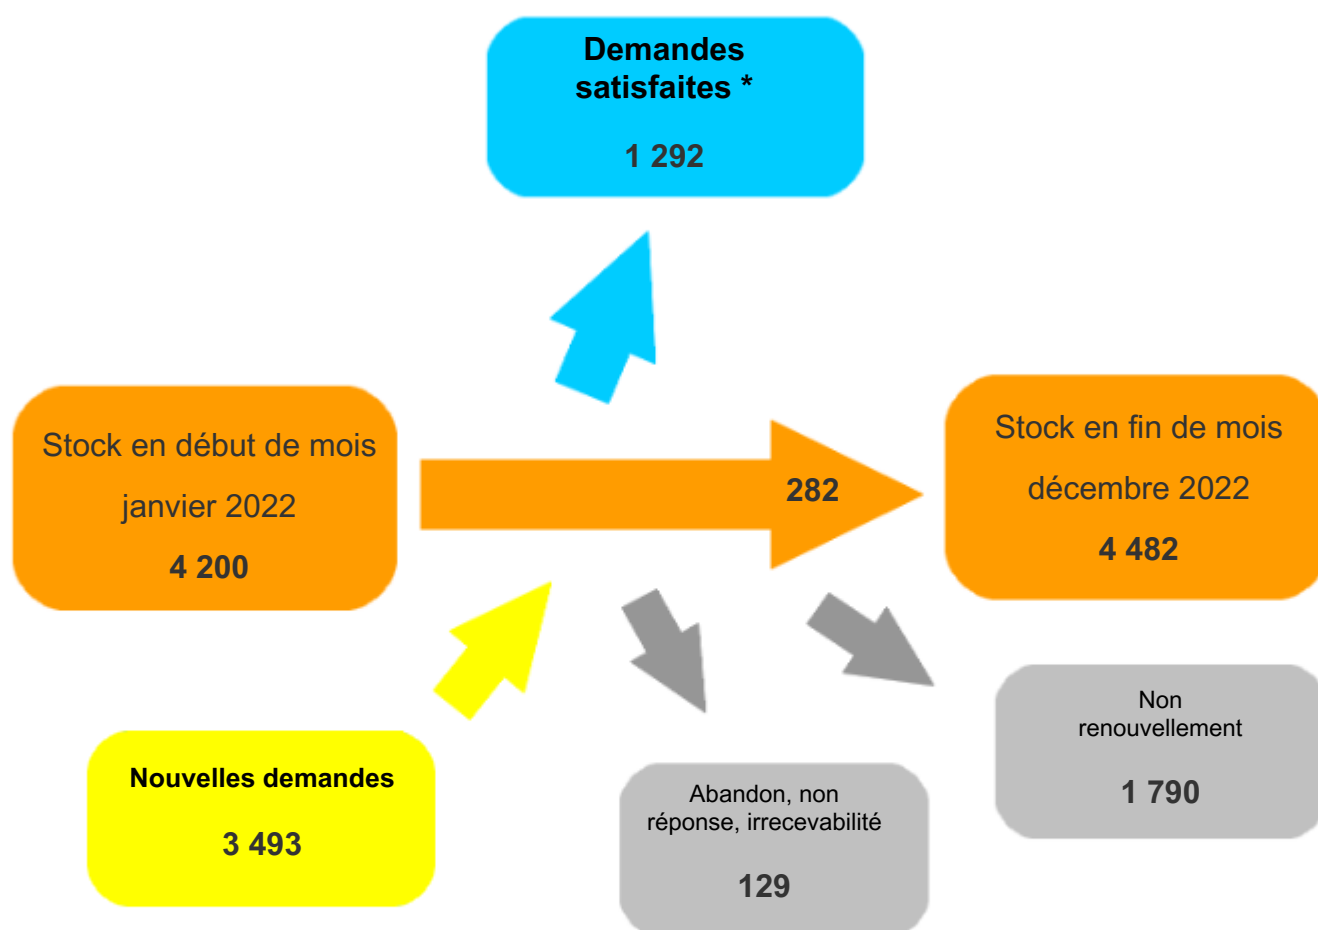 Demandes
satisfaites *
1 292
Stock en début de mois
janvier 2022
4 200
282
Stock en fin de mois
décembre 2022
4 482
Nouvelles demandes
3 493
Abandon, non
réponse, irrecevabilité
129
Non
renouvellement
1 790